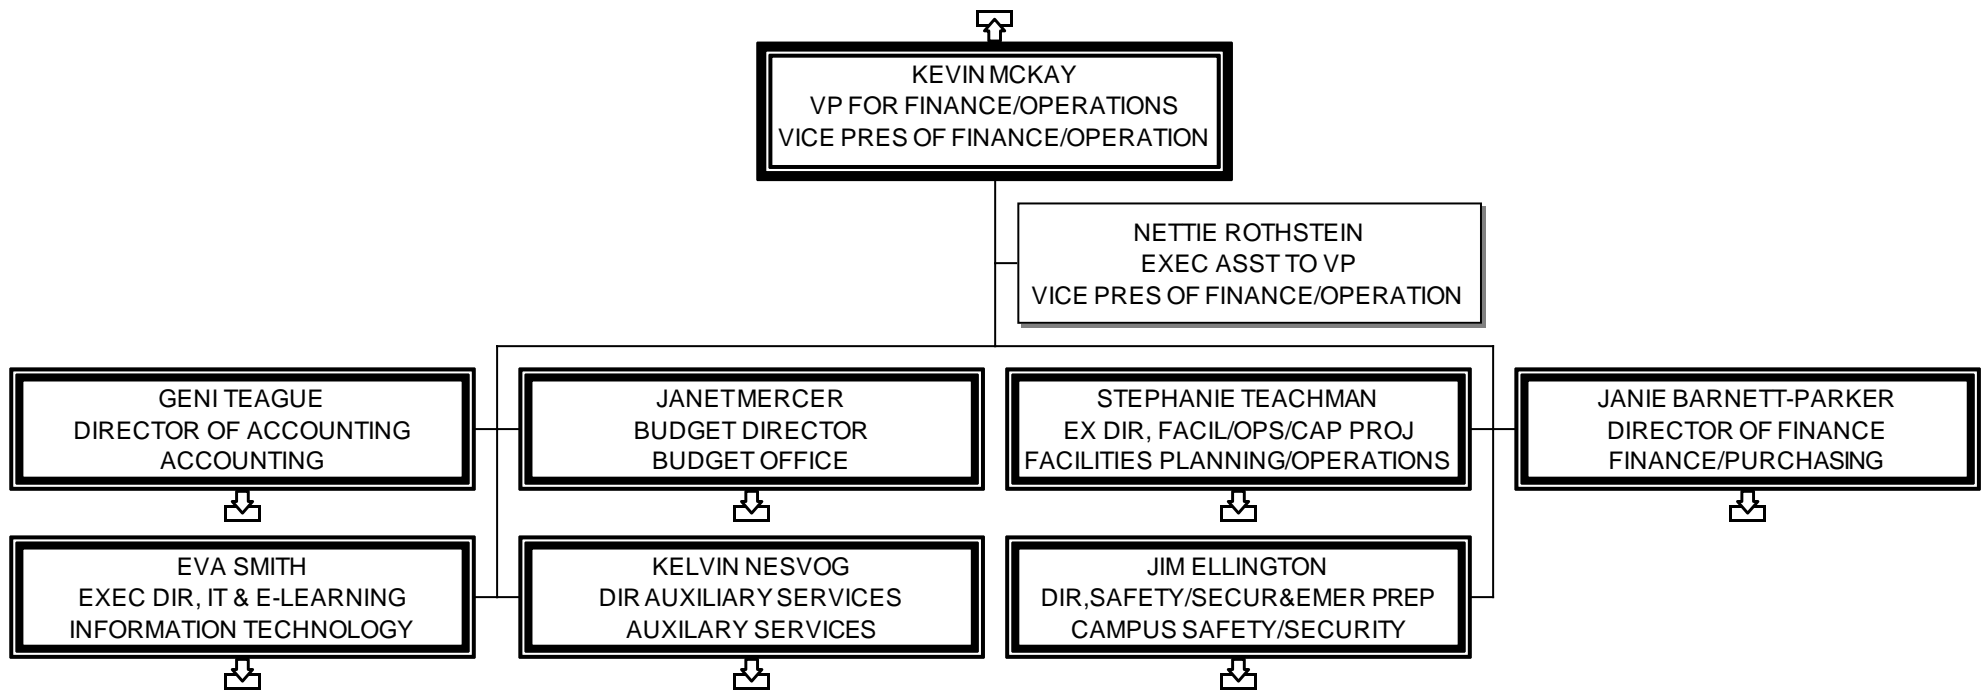 KEVIN MCKAY
VP FOR FINANCE/OPERATIONS
VICE PRES OF FINANCE/OPERATION
NETTIE ROTHSTEIN
EXEC ASST TO VP
VICE PRES OF FINANCE/OPERATION
GENI TEAGUE
DIRECTOR OF ACCOUNTING
ACCOUNTING
JANET MERCER
BUDGET DIRECTOR
BUDGET OFFICE
STEPHANIE TEACHMAN
EX DIR, FACIL/OPS/CAP PROJ
FACILITIES PLANNING/OPERATIONS
JANIE BARNETT-PARKER
DIRECTOR OF FINANCE
FINANCE/PURCHASING
EVA SMITH
EXEC DIR, IT & E-LEARNING
INFORMATION TECHNOLOGY
KELVIN NESVOG
DIR AUXILIARY SERVICES
AUXILARY SERVICES
JIM ELLINGTON
DIR,SAFETY/SECUR&EMER PREP
CAMPUS SAFETY/SECURITY